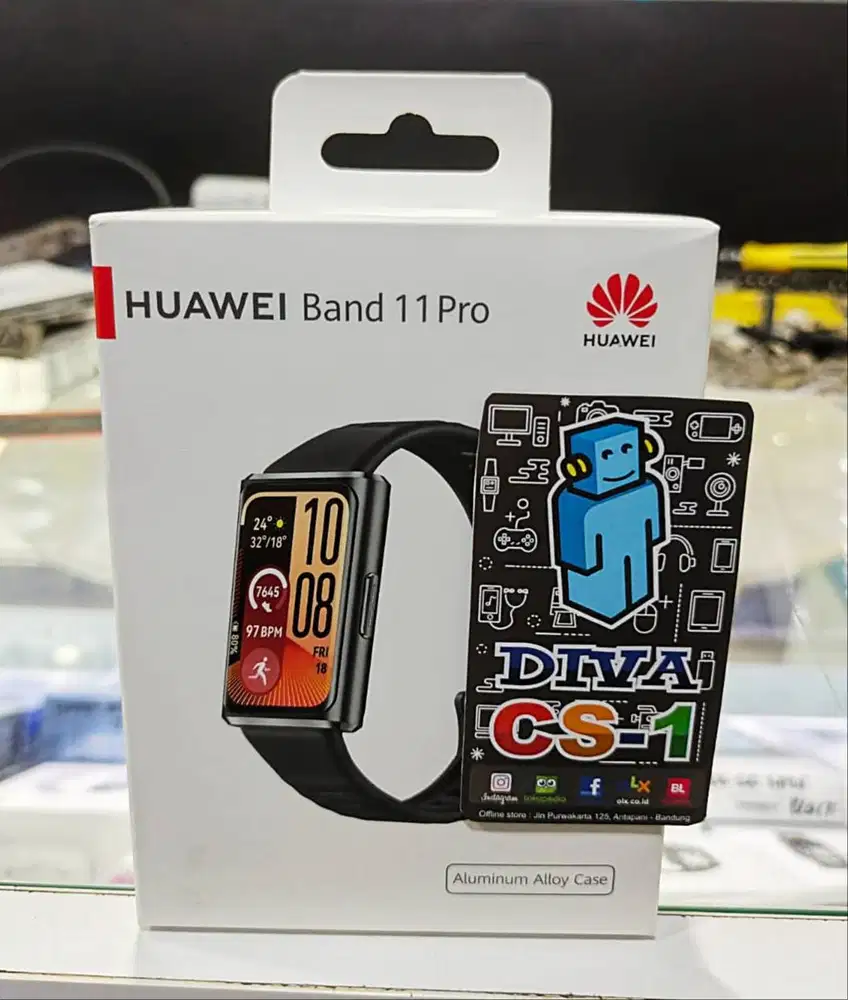 HUAWEI Band 11 Pro
HUAWEI
24°
32°/18°
10
08
7645
97 BPM
80%
FRI
18
DIVA
CS-1
Instagram
tokopedia
olx.co.id
BL
Offline store : Jln Purwakarta 125, Antapani - Bandung
Aluminum Alloy Case
Black